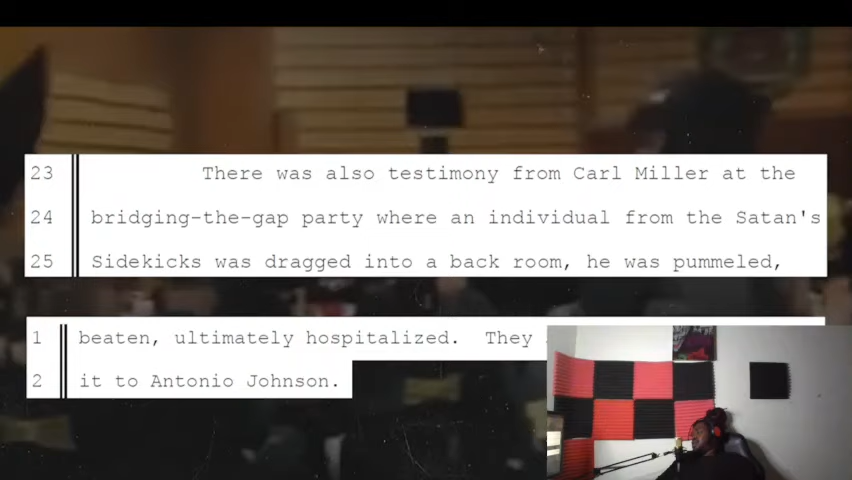 23 There was also testimony from Carl Miller at the
24 bridging-the-gap party where an individual from the Satan's
25 Sidekicks was dragged into a back room, he was pummeled,
1 beaten, ultimately hospitalized. They
2 it to Antonio Johnson.